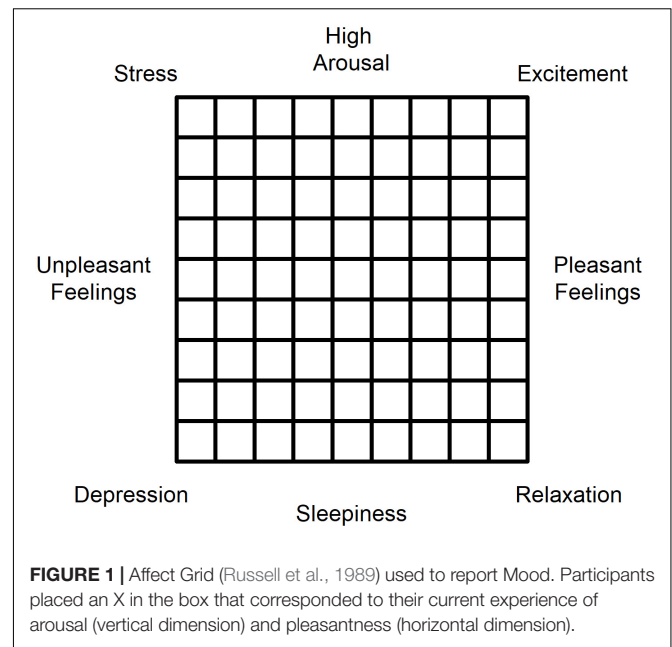 High
Arousal
Stress
Excitement
Unpleasant
Feelings
Pleasant
Feelings
Depression
Sleepiness
Relaxation
FIGURE 1 | Affect Grid (Russell et al., 1989) used to report Mood. Participants
placed an X in the box that corresponded to their current experience of
arousal (vertical dimension) and pleasantness (horizontal dimension).